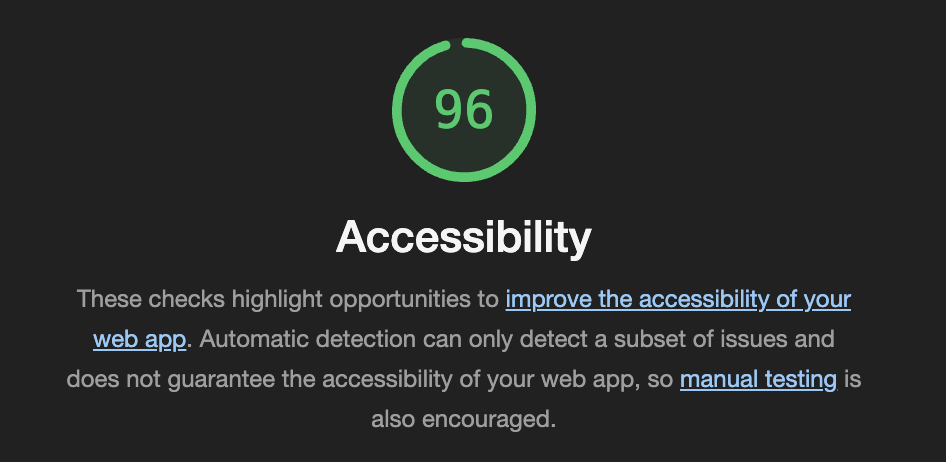 96
Accessibility
These checks highlight opportunities to improve the accessibility of your
web app. Automatic detection can only detect a subset of issues and
does not guarantee the accessibility of your web app, so manual testing is
also encouraged.